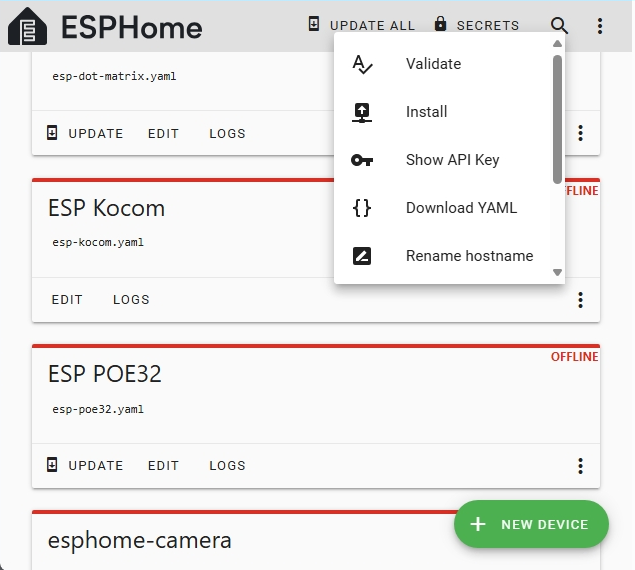 ESPHome
UPDATE ALL
SECRETS
esp-dot-matrix.yaml
UPDATE EDIT LOGS
Validate
Install
Show API Key
Download YAML
Rename hostname
FLINE
ESP Kocom
esp-kocom.yaml
EDIT LOGS
OFFLINE
ESP POE32
esp-poe32.yaml
UPDATE EDIT LOGS
esphome-camera
NEW DEVICE